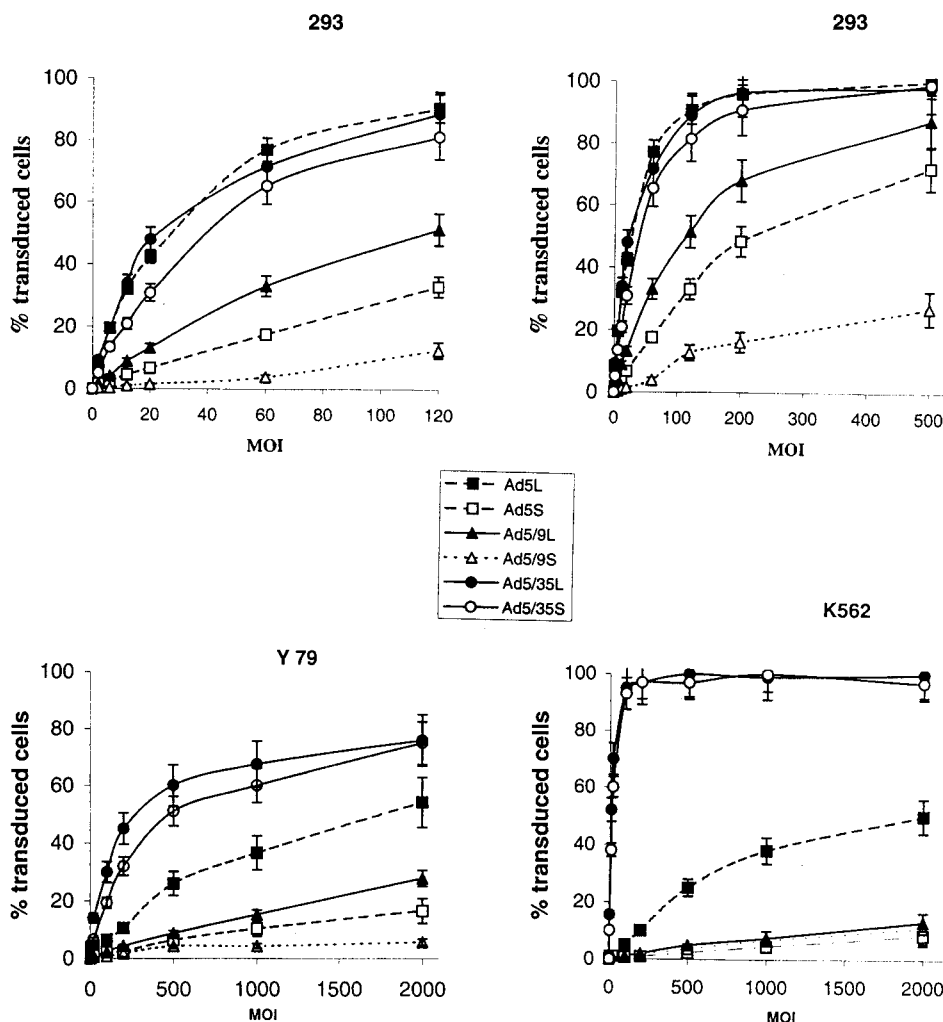 293
% transduced cells
100
80
60
40
20
0
0 20 40 60 80 100 120
MOI
293
% transduced cells
100
80
60
40
20
0
0 100 200 300 400 500
MOI
Ad5L
Ad5S
Ad5/9L
Ad5/9S
Ad5/35L
Ad5/35S
Y 79
% transduced cells
100
80
60
40
20
0
0 500 1000 1500 2000
MOI
K562
% transduced cells
100
80
60
40
20
0
0 500 1000 1500 2000
MOI